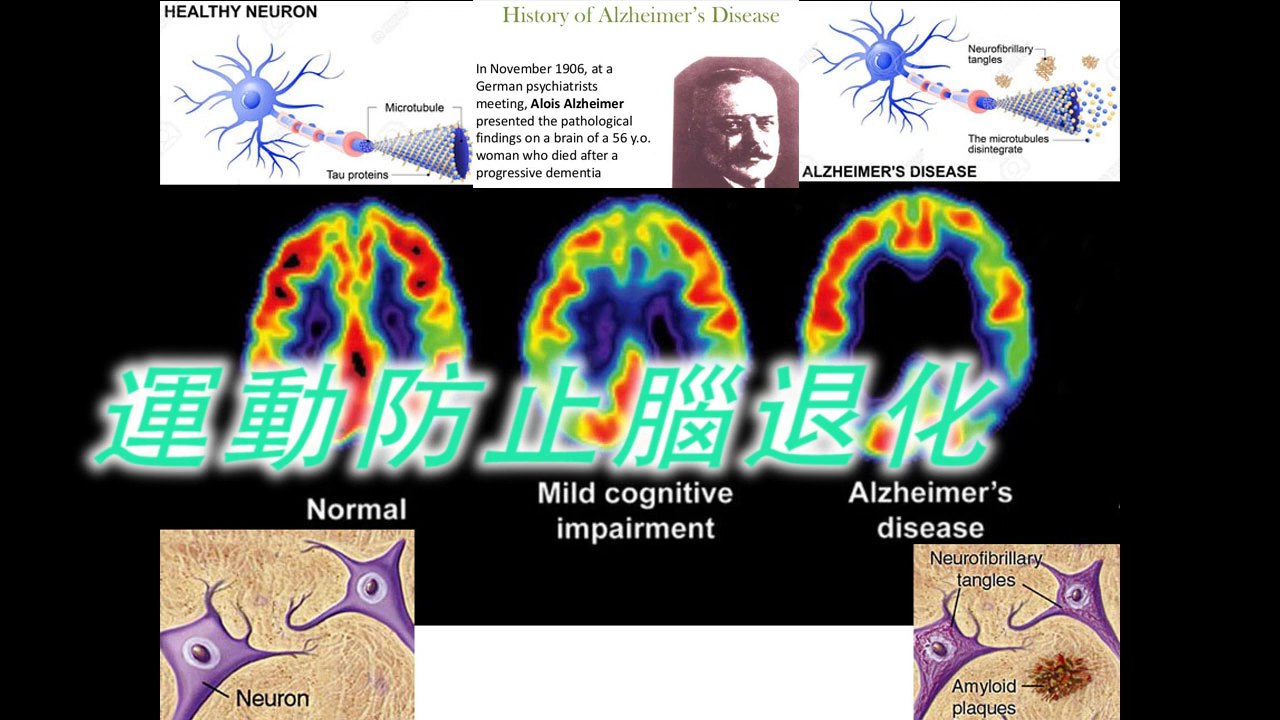 HEALTHY NEURON
Microtubule
Tau proteins
History of Alzheimer's Disease
In November 1906, at a
German psychiatrists
meeting, Alois Alzheimer
presented the pathological
findings on a brain of a 56 y.o.
woman who died after a
progressive dementia
Neurofibrillary
tangles
The microtubules
disintegrate
ALZHEIMER'S DISEASE
運動防止腦退化
Normal
Mild cognitive
impairment
Alzheimer's
disease
Neuron
Neurofibrillary
tangles
Amyloid
plaques